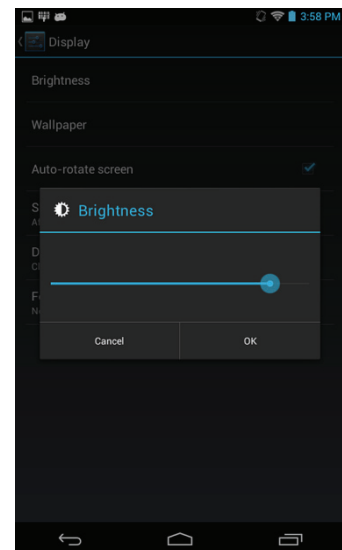 3:58 PM
Display
Brightness
Wallpaper
Auto-rotate screen
Brightness
Cancel
OK